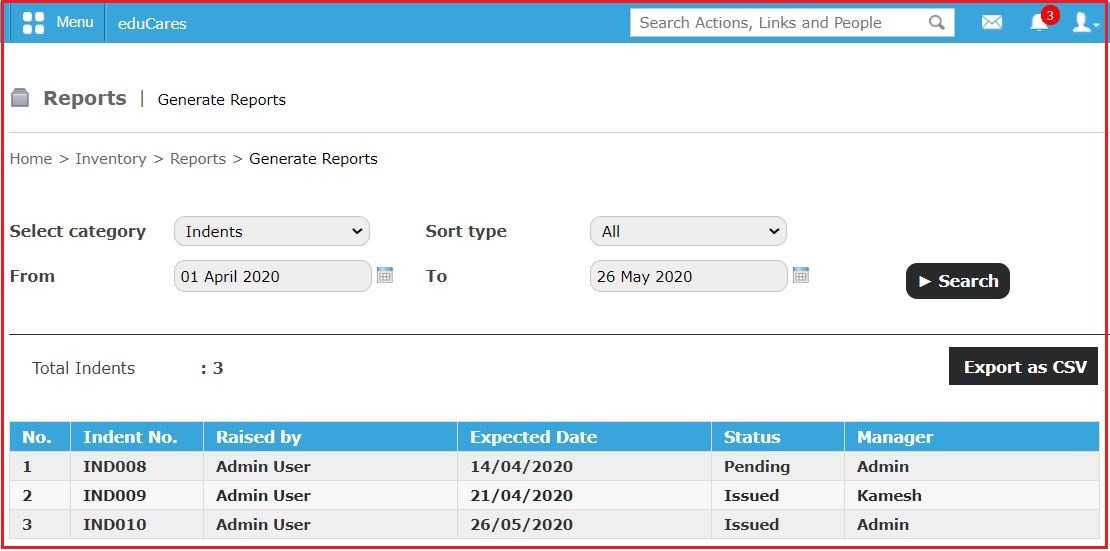 Menu eduCares Search Actions, Links and People 3
Reports | Generate Reports
Home > Inventory > Reports > Generate Reports
Select category Indents Sort type All
From 01 April 2020 To 26 May 2020 ► Search
Total Indents : 3 Export as CSV
No. Indent No. Raised by Expected Date Status Manager
1 IND008 Admin User 14/04/2020 Pending Admin
2 IND009 Admin User 21/04/2020 Issued Kamesh
3 IND010 Admin User 26/05/2020 Issued Admin